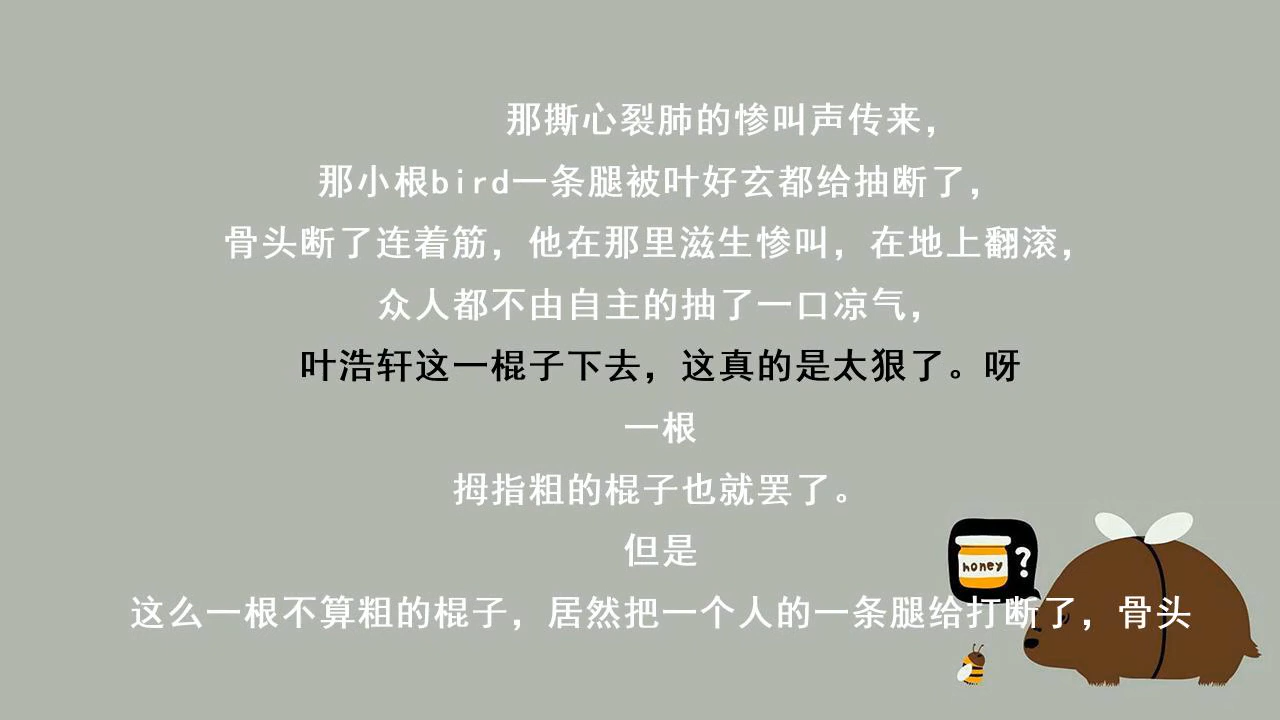 那撕心裂肺的惨叫声传来，
那小根bird一条腿被叶好玄都给抽断了，
骨头断了连着筋，他在那里滋生惨叫，在地上翻滚，
众人都不由自主的抽了一口凉气，
叶浩轩这一棍子下去，这真的是太狠了。呀
一根
拇指粗的棍子也就罢了。
但是
honey?
这么一根不算粗的棍子，居然把一个人的一条腿给打断了，骨头